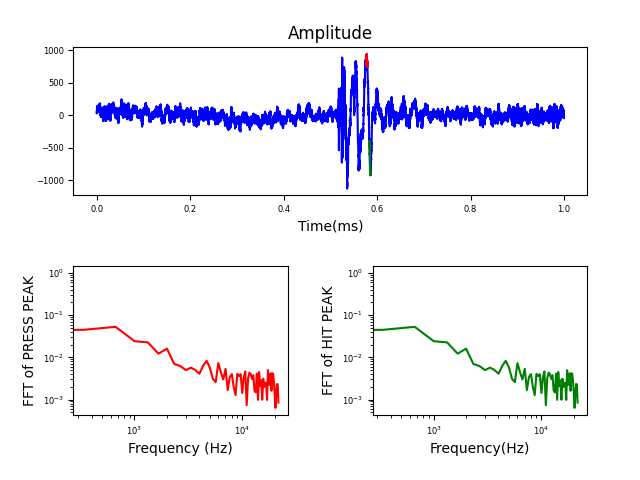 Amplitude
1000
500
0
−500
−1000
0.0 0.2 0.4 0.6 0.8 1.0
Time(ms)
FFT of PRESS PEAK
10⁰
10⁻¹
10⁻²
10⁻³
10³ 10⁴
Frequency (Hz)
FFT of HIT PEAK
10⁰
10⁻¹
10⁻²
10⁻³
10³ 10⁴
Frequency(Hz)